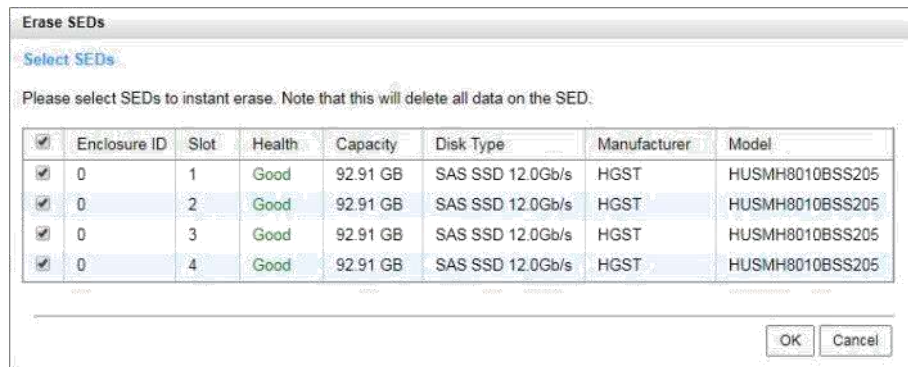 Erase SEDs
Select SEDs
Please select SEDs to instant erase. Note that this will delete all data on the SED.
Enclosure ID Slot Health Capacity Disk Type Manufacturer Model
0 1 Good 92.91 GB SAS SSD 12.0Gb/s HGST HUSMH8010BSS205
0 2 Good 92.91 GB SAS SSD 12.0Gb/s HGST HUSMH8010BSS205
0 3 Good 92.91 GB SAS SSD 12.0Gb/s HGST HUSMH8010BSS205
0 4 Good 92.91 GB SAS SSD 12.0Gb/s HGST HUSMH8010BSS205
OK Cancel